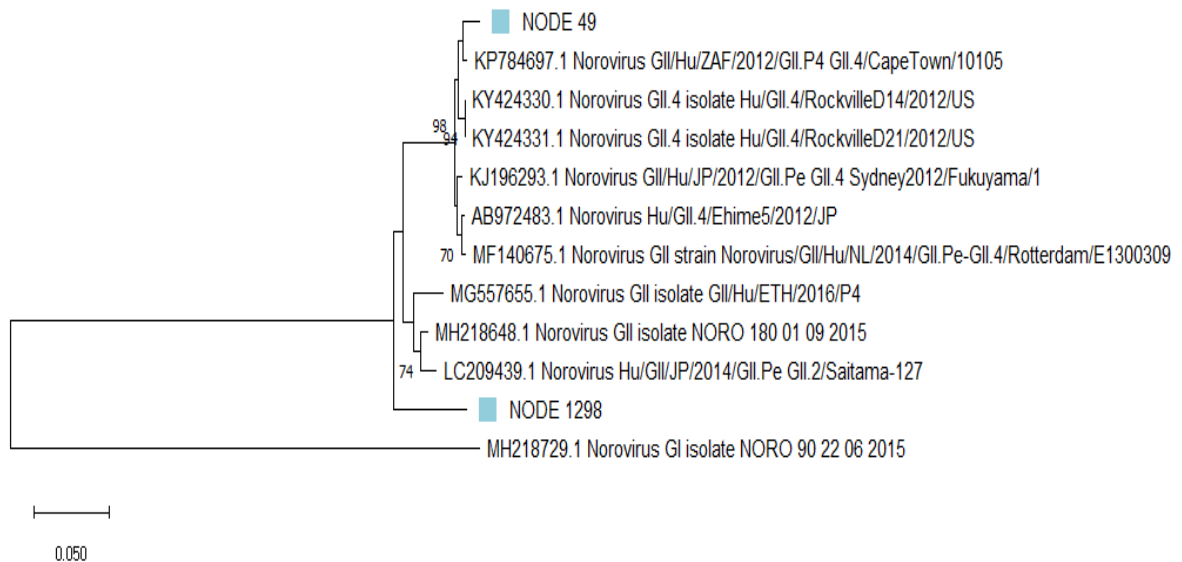 NODE 49
KP784697.1 Norovirus GII/Hu/ZAF/2012/GII.P4 GII.4/CapeTown/10105
KY424330.1 Norovirus GII.4 isolate Hu/GII.4/RockvilleD14/2012/US
98
94
KY424331.1 Norovirus GII.4 isolate Hu/GII.4/RockvilleD21/2012/US
KJ196293.1 Norovirus GII/Hu/JP/2012/GII.Pe GII.4 Sydney2012/Fukuyama/1
AB972483.1 Norovirus Hu/GII.4/Ehime5/2012/JP
70 MF140675.1 Norovirus GII strain Norovirus/GII/Hu/NL/2014/GII.Pe-GII.4/Rotterdam/E1300309
MG557655.1 Norovirus GII isolate GII/Hu/ETH/2016/P4
MH218648.1 Norovirus GII isolate NORO 180 01 09 2015
74 LC209439.1 Norovirus Hu/GII/JP/2014/GII.Pe GII.2/Saitama-127
NODE 1298
MH218729.1 Norovirus GI isolate NORO 90 22 06 2015
0.050